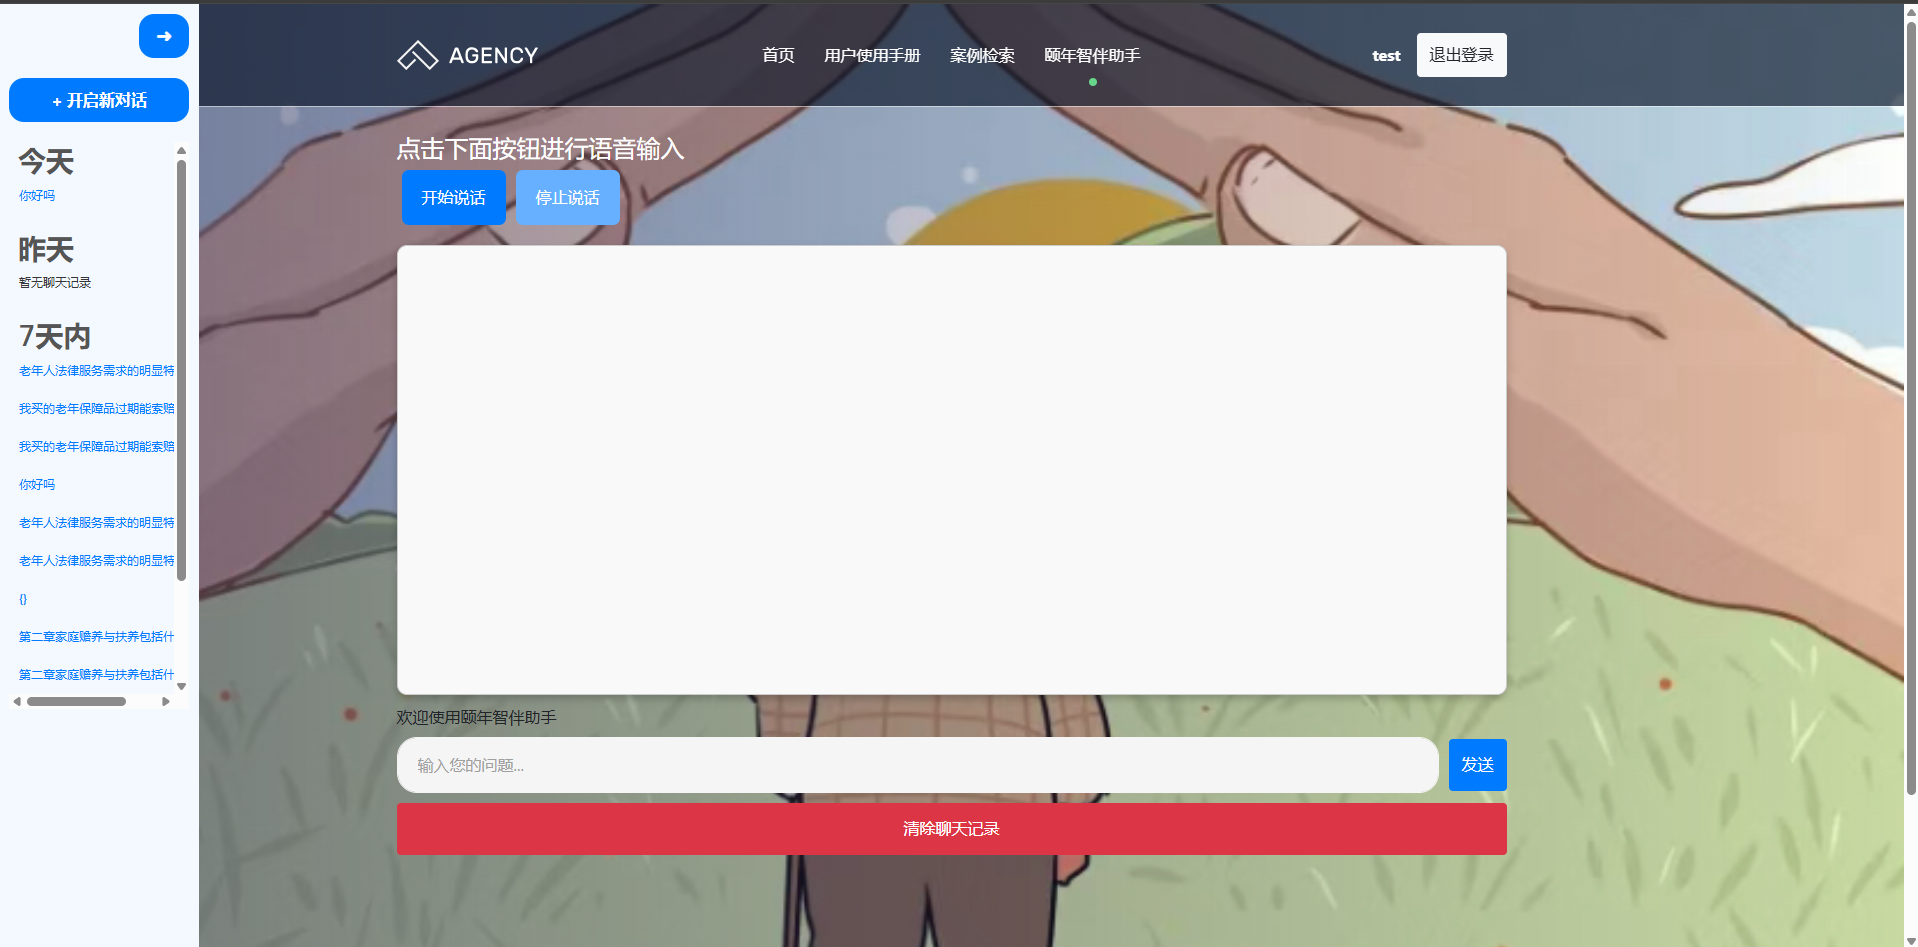 ➜
+ 开启新对话
今天
你好吗
昨天
暂无聊天记录
7天内
老年人法律服务需求的明显特
我买的老年保障品过期能索赔
我买的老年保障品过期能索赔
你好吗
老年人法律服务需求的明显特
老年人法律服务需求的明显特
{}
第二章家庭赡养与扶养包括什
第二章家庭赡养与扶养包括什
AGENCY
首页 用户使用手册 案例检索 颐年智伴助手
test 退出登录
点击下面按钮进行语音输入
开始说话 停止说话
欢迎使用颐年智伴助手
输入您的问题...
发送
清除聊天记录